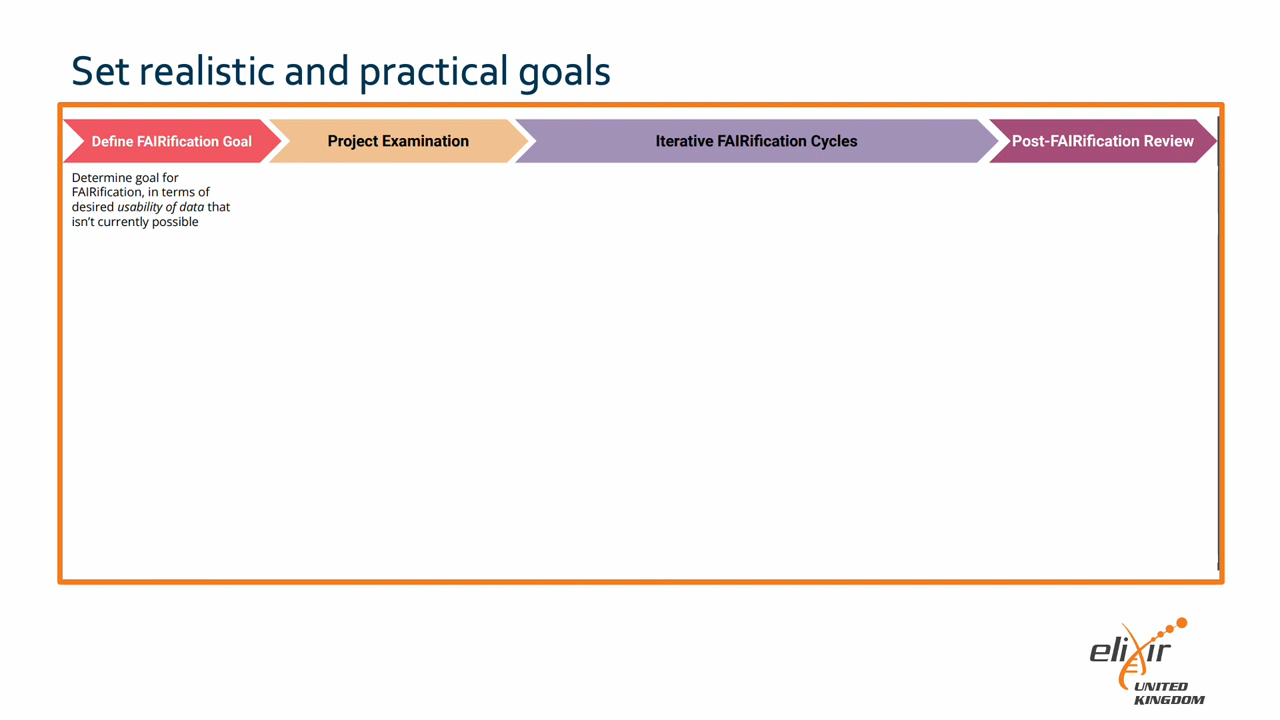 Set realistic and practical goals
Define FAIRification Goal
Project Examination
Iterative FAIRification Cycles
Post-FAIRification Review
Determine goal for
FAIRification, in terms of
desired usability of data that
isn't currently possible
elixir
UNITED
KINGDOM